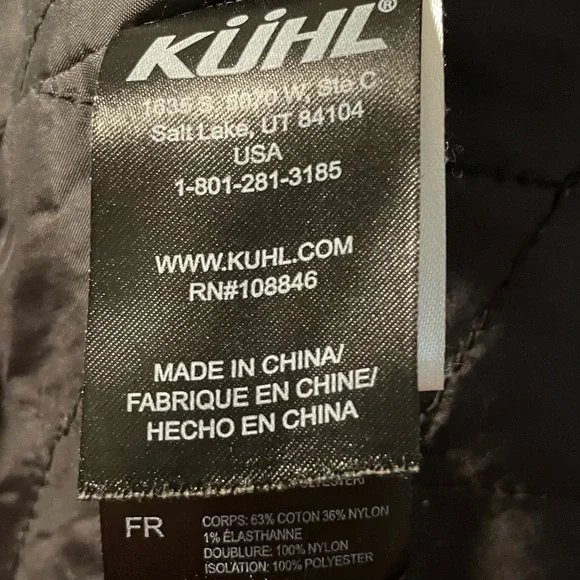 KÜHL®
1635 S. 5070 W, Ste C
Salt Lake, UT 84104
USA
1-801-281-3185
WWW.KUHL.COM
RN#108846
MADE IN CHINA/
FABRIQUE EN CHINE/
HECHO EN CHINA
FR
CORPS: 63% COTON 36% NYLON
1% ÉLASTHANNE
DOUBLURE: 100% NYLON
ISOLATION: 100% POLYESTER